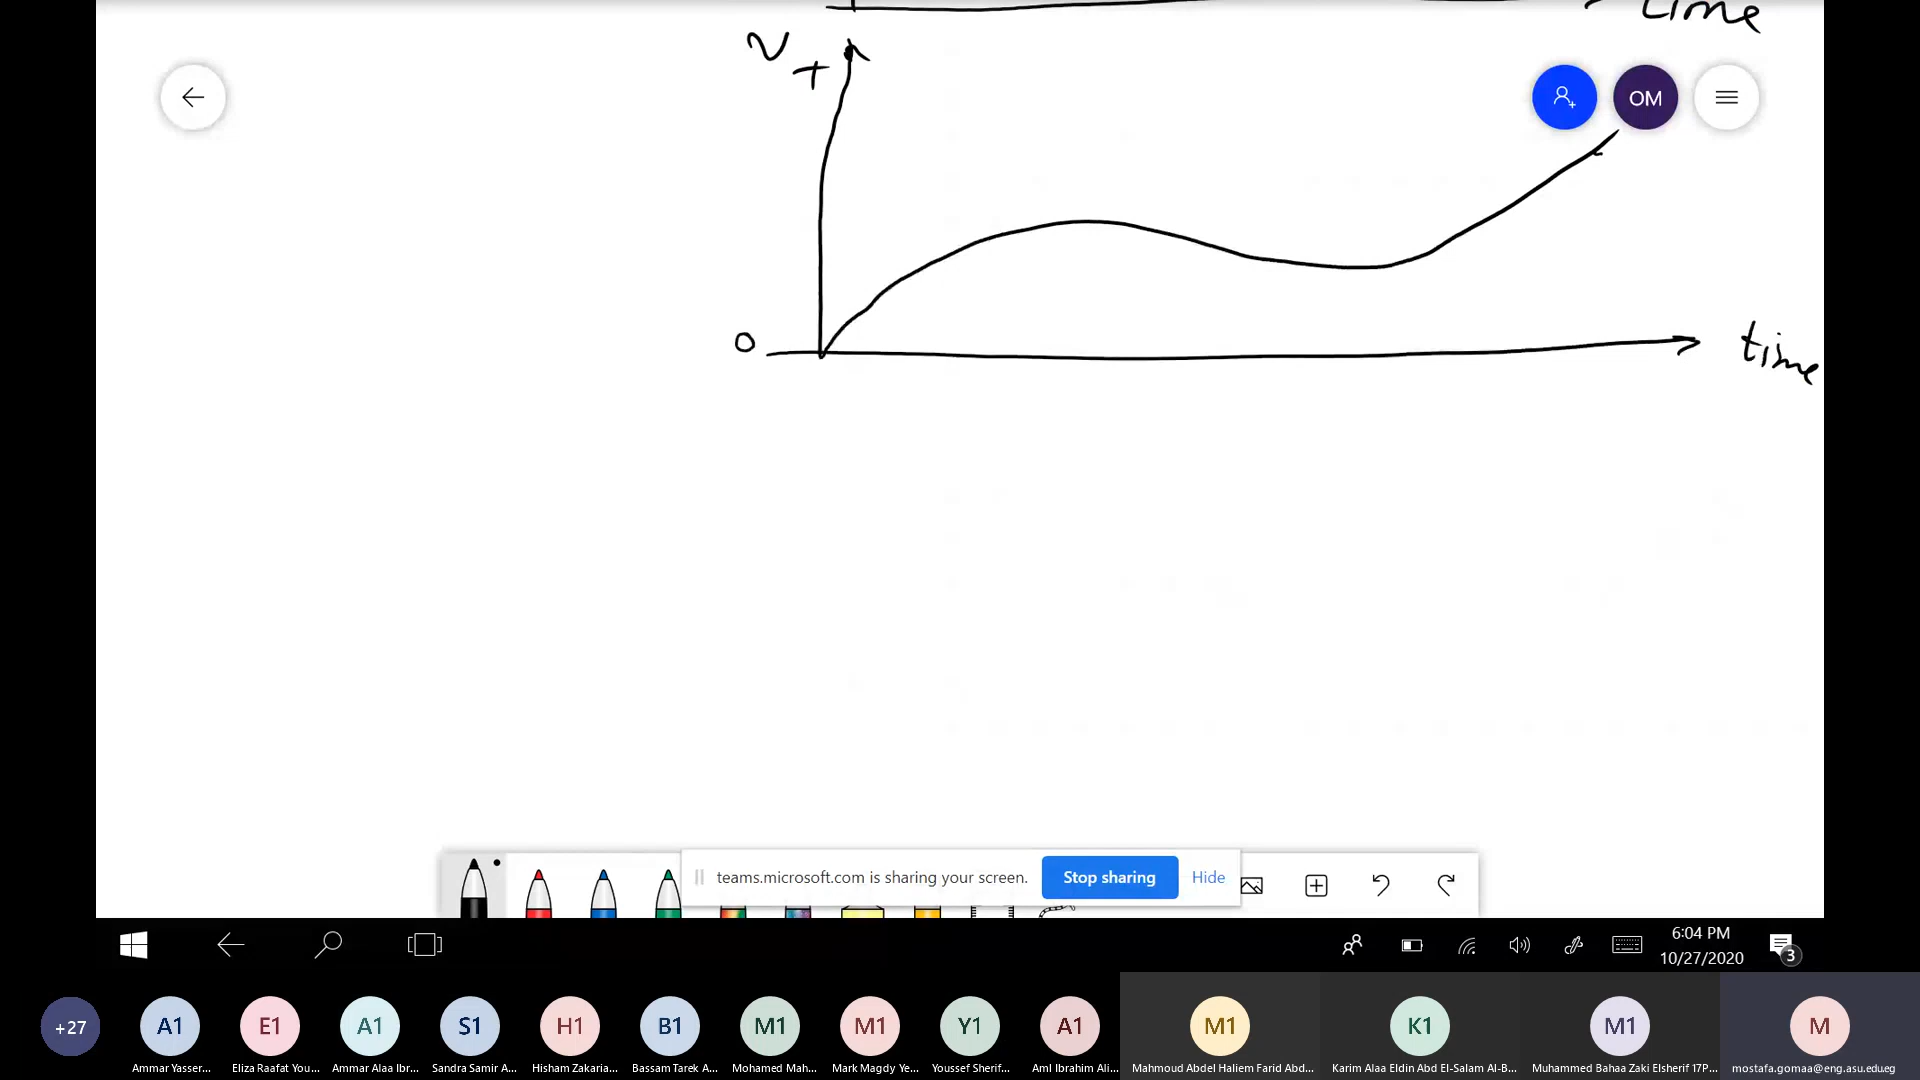 time
V+
OM
0
time
teams.microsoft.com is sharing your screen.
Stop sharing
Hide
6:04 PM
10/27/2020
3
+27
A1
E1
A1
S1
H1
B1
M1
M1
Y1
A1
M1
K1
M1
M
Ammar Yasser...
Eliza Raafat You...
Ammar Alaa Ibr...
Sandra Samir A...
Hisham Zakaria...
Bassam Tarek A...
Mohamed Mah...
Mark Magdy Ye...
Youssef Sherif...
Aml Ibrahim Ali...
Mahmoud Abdel Haliem Farid Abd...
Karim Alaa Eldin Abd El-Salam Al-B...
Muhammed Bahaa Zaki Elsherif 17P...
mostafa.gomaa@eng.asu.edu.eg